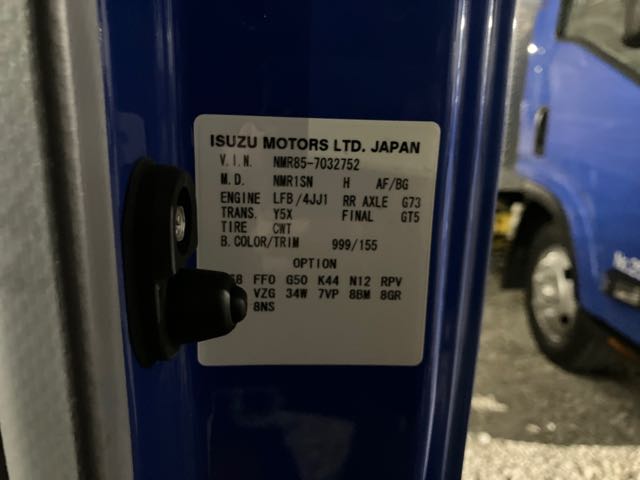 ISUZU MOTORS LTD. JAPAN
V.I.N. NMR85-7032752
M.D. NMR1SN H AF/BG
ENGINE LFB/4JJ1 RR AXLE G73
TRANS. Y5X FINAL GT5
TIRE CWT
B.COLOR/TRIM 999/155
OPTION
FF0 G50 K44 N12 RPV
VZG 34W 7VP 8BM 8GR
8NS